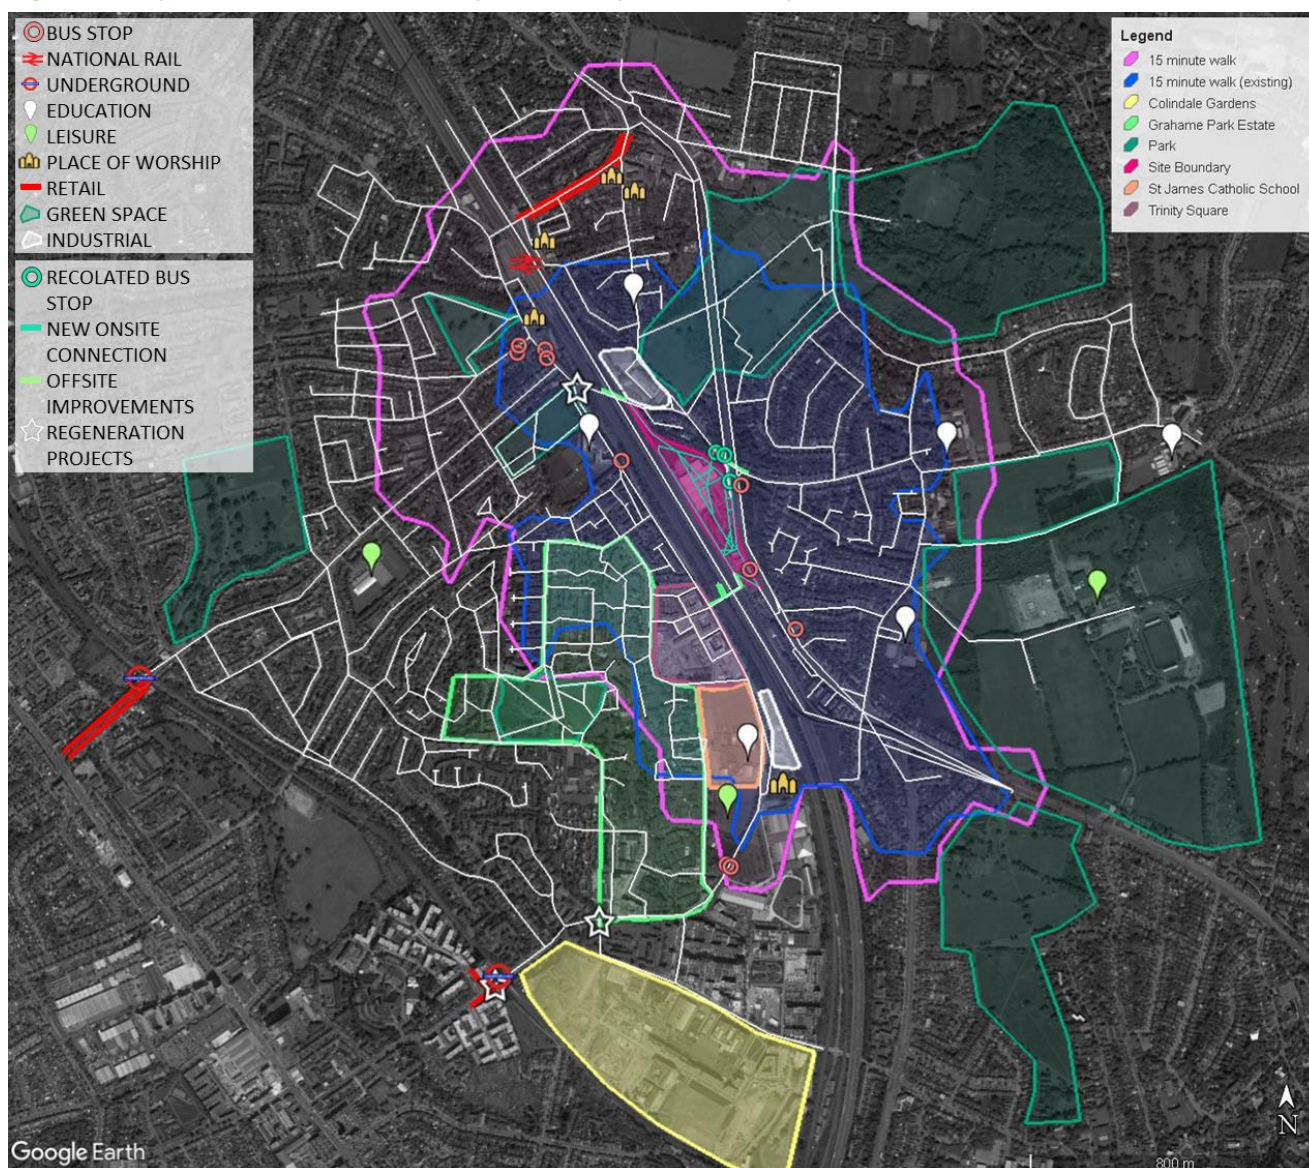 BUS STOP
NATIONAL RAIL
UNDERGROUND
EDUCATION
LEISURE
PLACE OF WORSHIP
RETAIL
GREEN SPACE
INDUSTRIAL
RECOLATED BUS
STOP
NEW ONSITE
CONNECTION
OFFSITE
IMPROVEMENTS
REGENERATION
PROJECTS
Legend
15 minute walk
15 minute walk (existing)
Colindale Gardens
Grahame Park Estate
Park
Site Boundary
St James Catholic School
Trinity Square
N
Google Earth
800 m